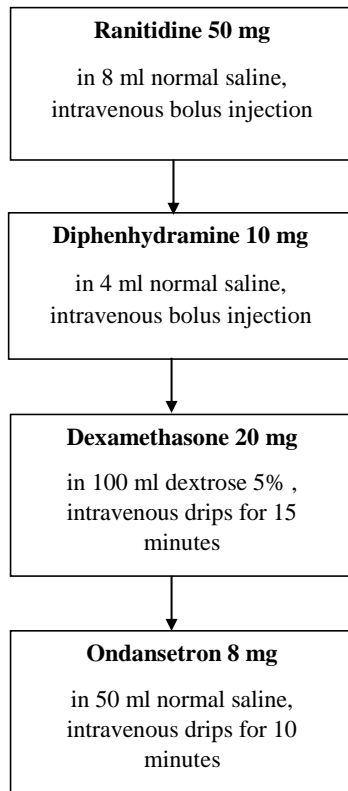 Ranitidine 50 mg
in 8 ml normal saline,
intravenous bolus injection
Diphenhydramine 10 mg
in 4 ml normal saline,
intravenous bolus injection
Dexamethasone 20 mg
in 100 ml dextrose 5% ,
intravenous drips for 15
minutes
Ondansetron 8 mg
in 50 ml normal saline,
intravenous drips for 10
minutes